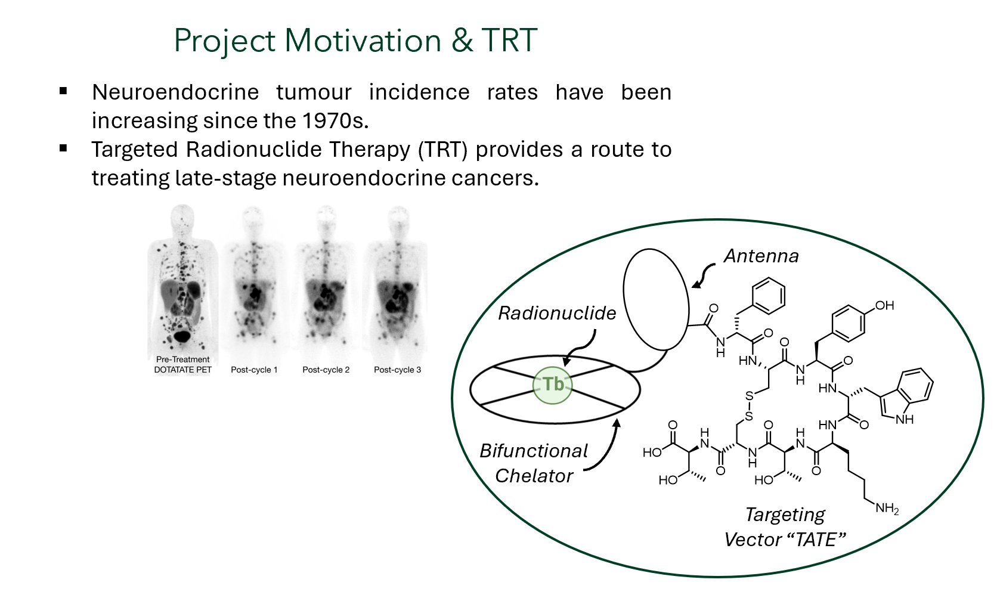 Project Motivation & TRT
▪ Neuroendocrine tumour incidence rates have been
increasing since the 1970s.
▪ Targeted Radionuclide Therapy (TRT) provides a route to
treating late-stage neuroendocrine cancers.
Pre-Treatment
DOTATATE PET
Post-cycle 1
Post-cycle 2
Post-cycle 3
Antenna
Radionuclide
Tb
Bifunctional
Chelator
O
N
H
O
HN
O
N
H
OH
O
HN
NH
O
HN
S
S
O
HO
H
N
O
HO
N
H
O
H
N
HO
O
NH2
Targeting
Vector “TATE”